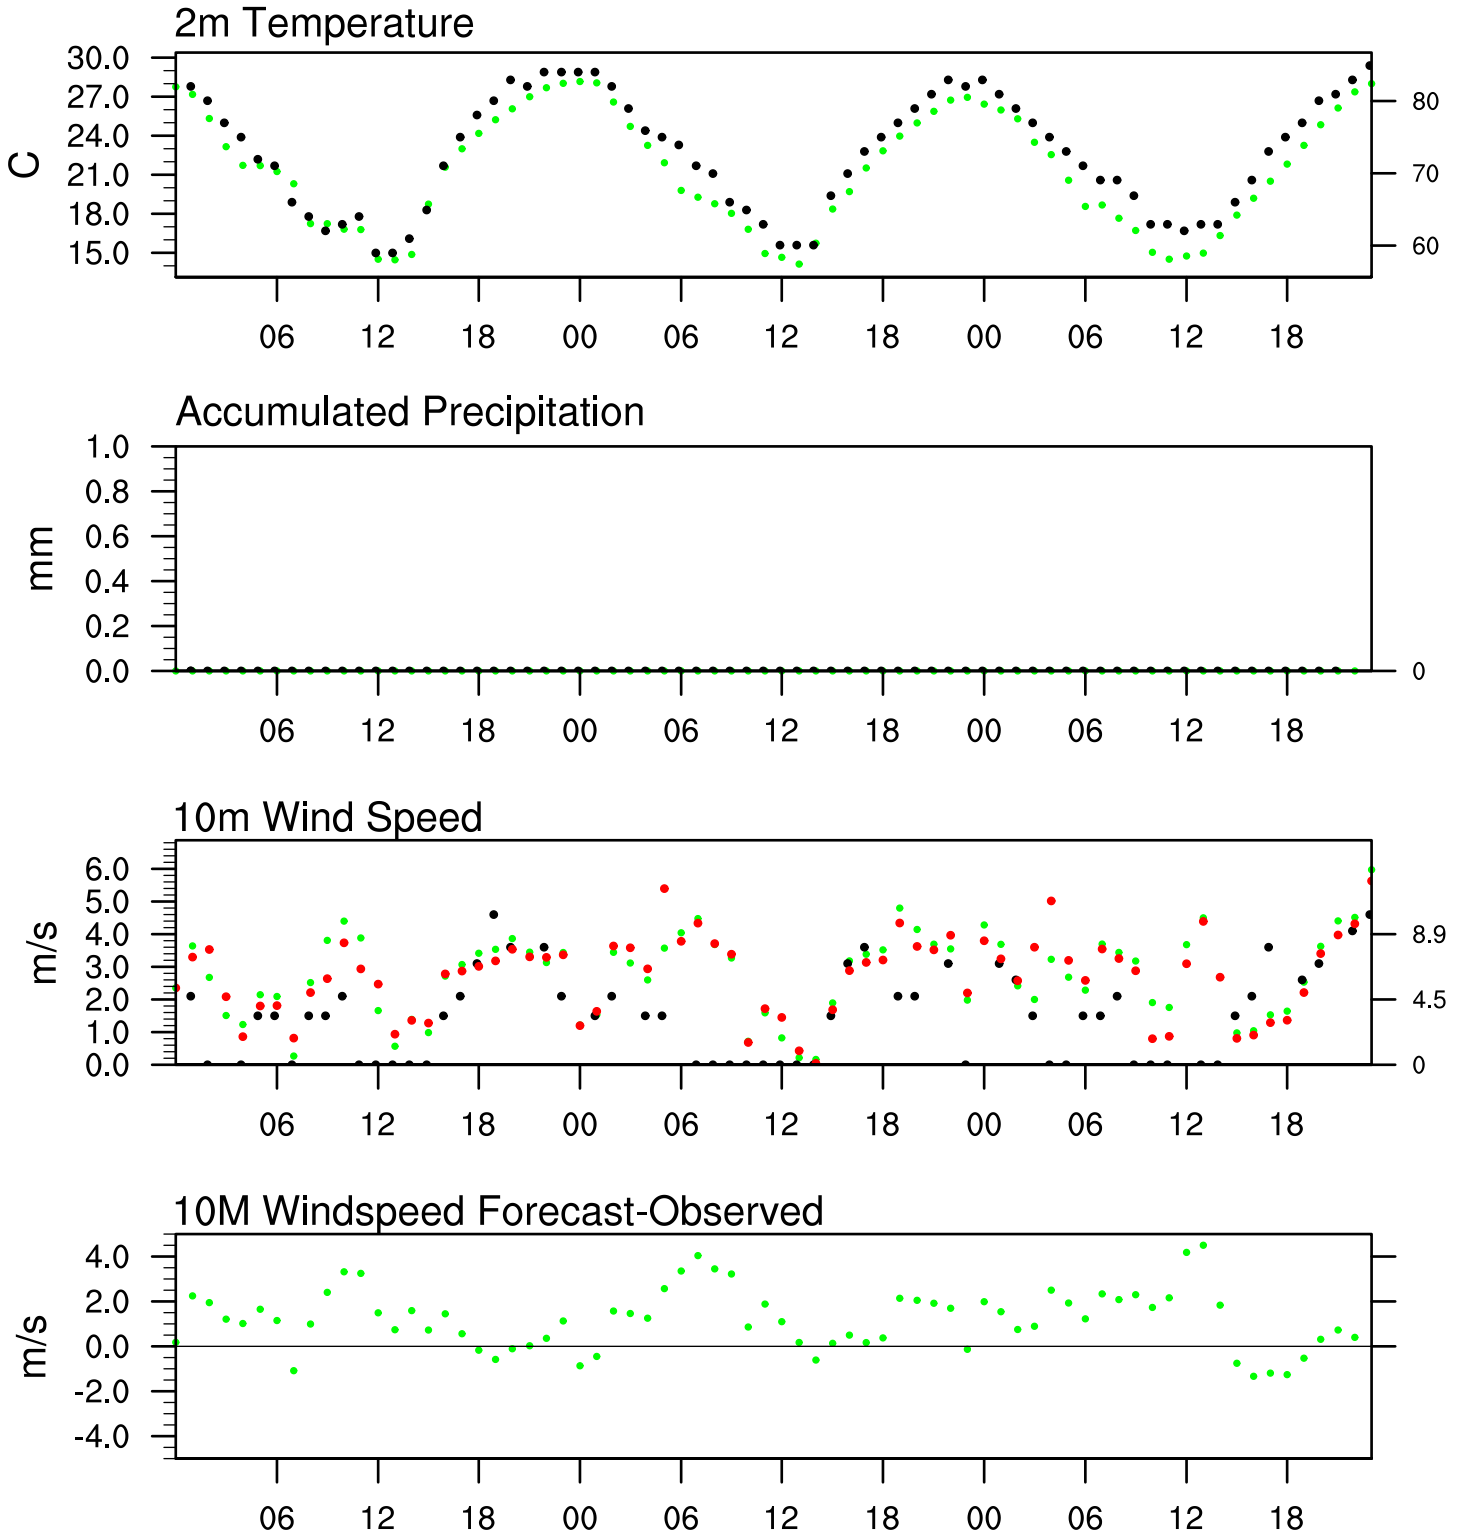 2m Temperature
30.0
27.0
24.0
21.0
18.0
15.0
C
80
70
60
06 12 18 00 06 12 18 00 06 12 18
Accumulated Precipitation
1.0
0.8
0.6
0.4
0.2
0.0
mm
0
06 12 18 00 06 12 18 00 06 12 18
10m Wind Speed
6.0
5.0
4.0
3.0
2.0
1.0
0.0
m/s
8.9
4.5
0
06 12 18 00 06 12 18 00 06 12 18
10M Windspeed Forecast-Observed
4.0
2.0
0.0
-2.0
-4.0
m/s
06 12 18 00 06 12 18 00 06 12 18